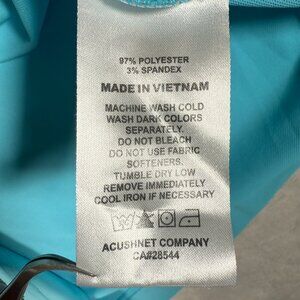 97% POLYESTER
3% SPANDEX
MADE IN VIETNAM
MACHINE WASH COLD
WASH DARK COLORS
SEPARATELY.
DO NOT BLEACH
DO NOT USE FABRIC
SOFTENERS.
TUMBLE DRY LOW
REMOVE IMMEDIATELY
COOL IRON IF NECESSARY
ACUSHNET COMPANY
CA#28544